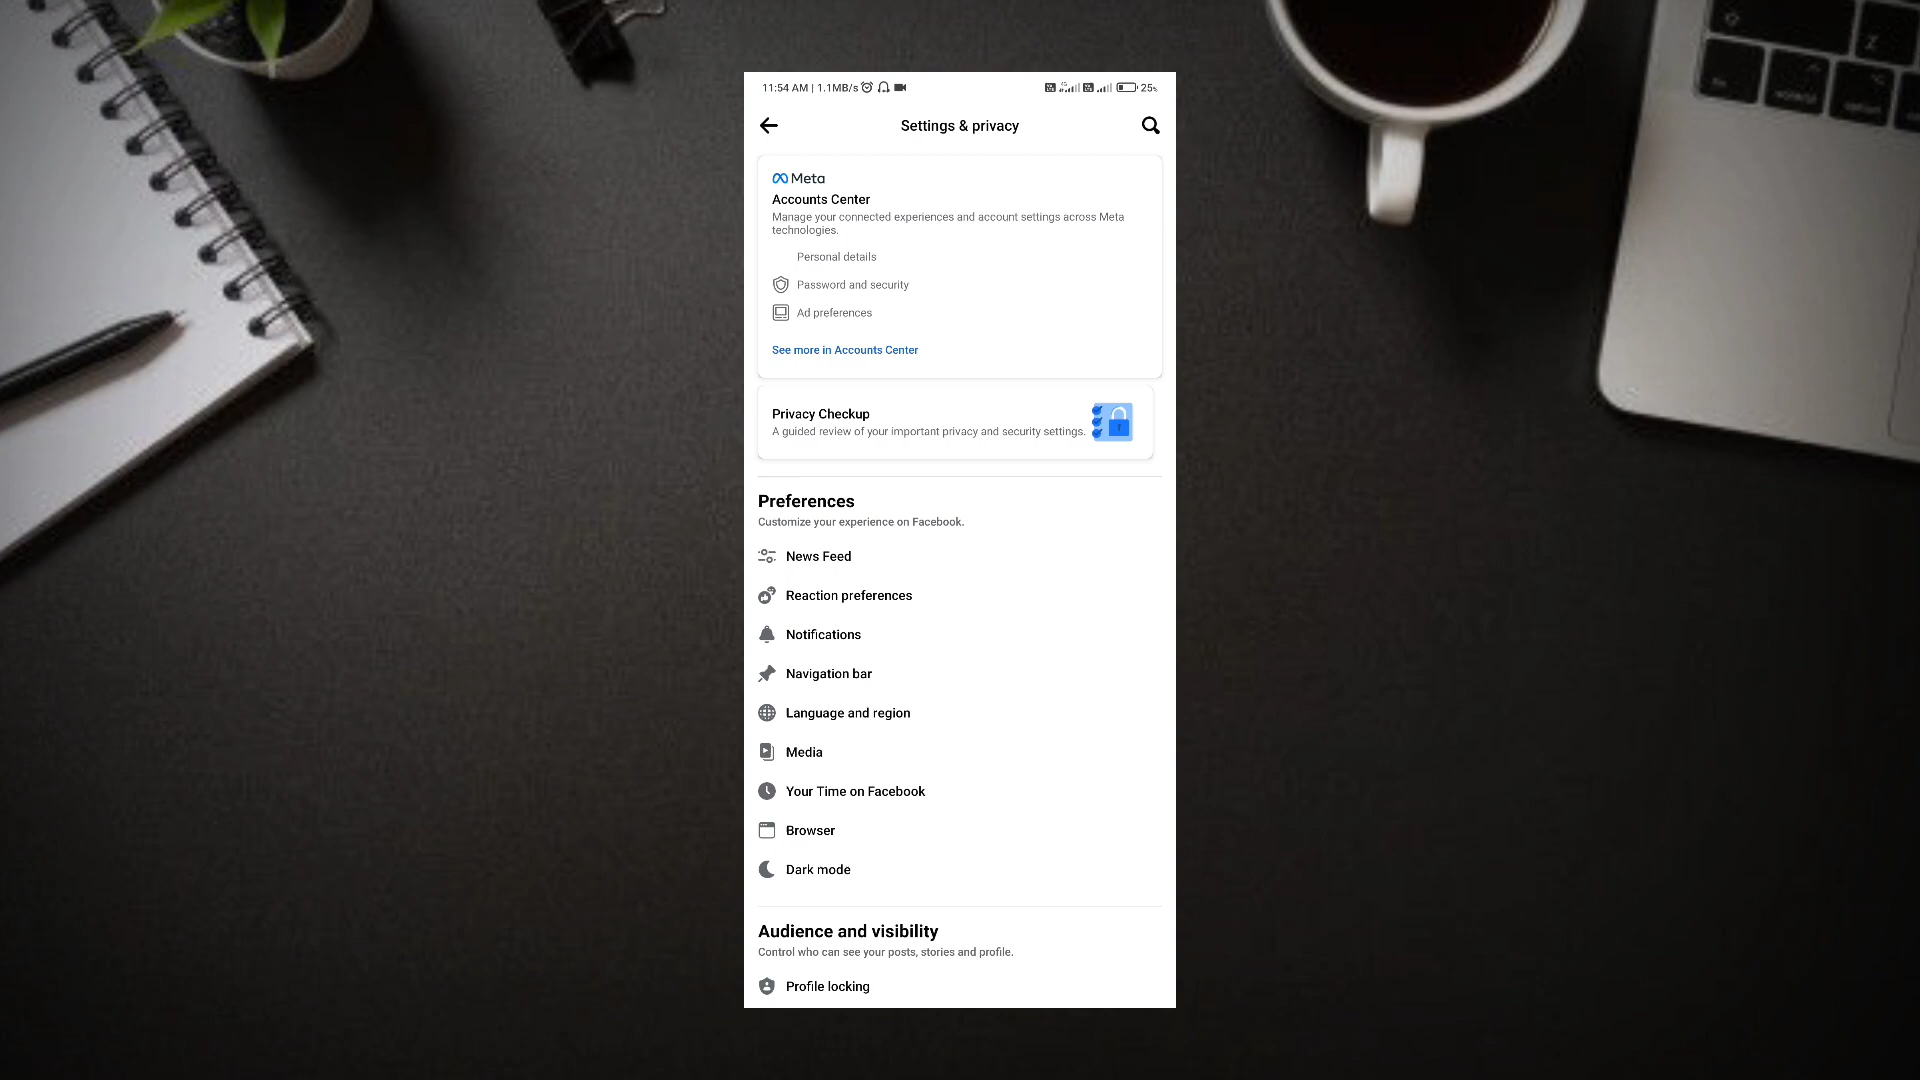 11:54 AM | 1.1MB/s
25%
Settings & privacy
Meta
Accounts Center
Manage your connected experiences and account settings across Meta
technologies.
Personal details
Password and security
Ad preferences
See more in Accounts Center
Privacy Checkup
A guided review of your important privacy and security settings.
Preferences
Customize your experience on Facebook.
News Feed
Reaction preferences
Notifications
Navigation bar
Language and region
Media
Your Time on Facebook
Browser
Dark mode
Audience and visibility
Control who can see your posts, stories and profile.
Profile locking
Z